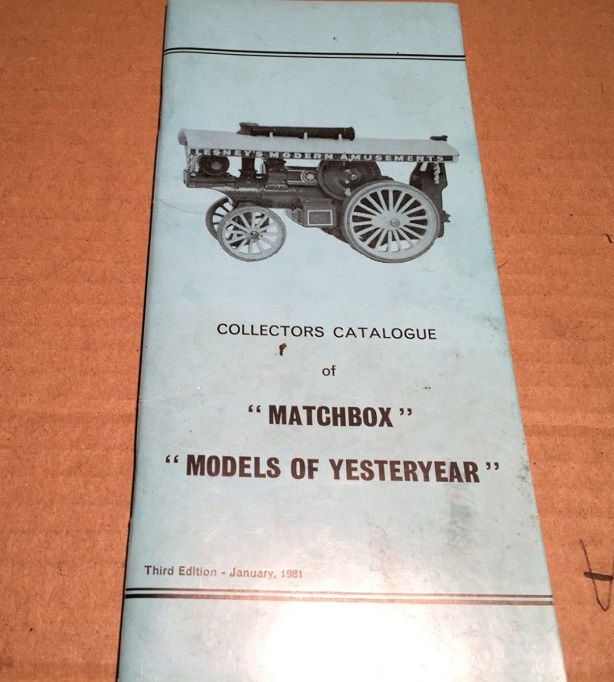 LESNEY'S MODERN AMUSEMENTS
COLLECTORS CATALOGUE
of
“MATCHBOX”
“MODELS OF YESTERYEAR”
Third Edition - January, 1981